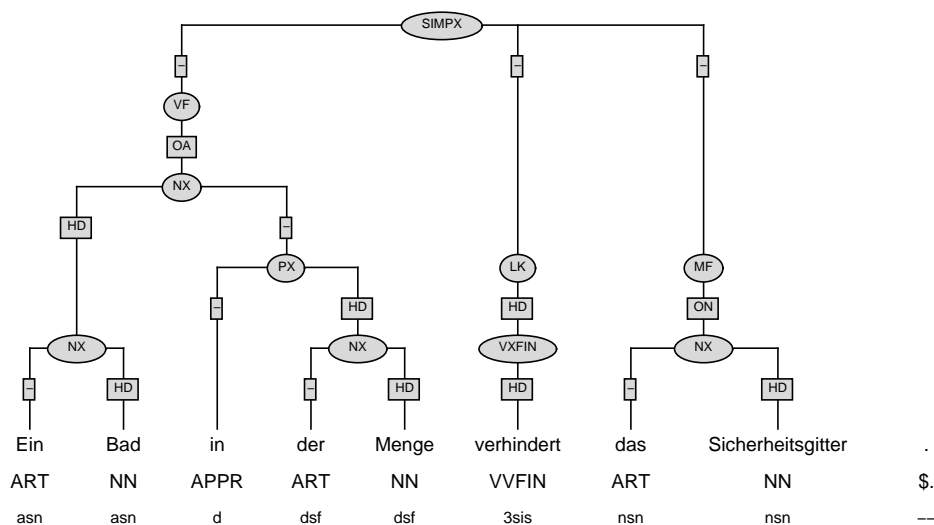 SIMPX
– – –
VF
OA
NX
HD –
PX LK MF
– HD HD ON
NX NX VXFIN NX
– HD – HD HD – HD
Ein Bad in der Menge verhindert das Sicherheitsgitter .
ART NN APPR ART NN VVFIN ART NN $.
asn asn d dsf dsf 3sis nsn nsn ––